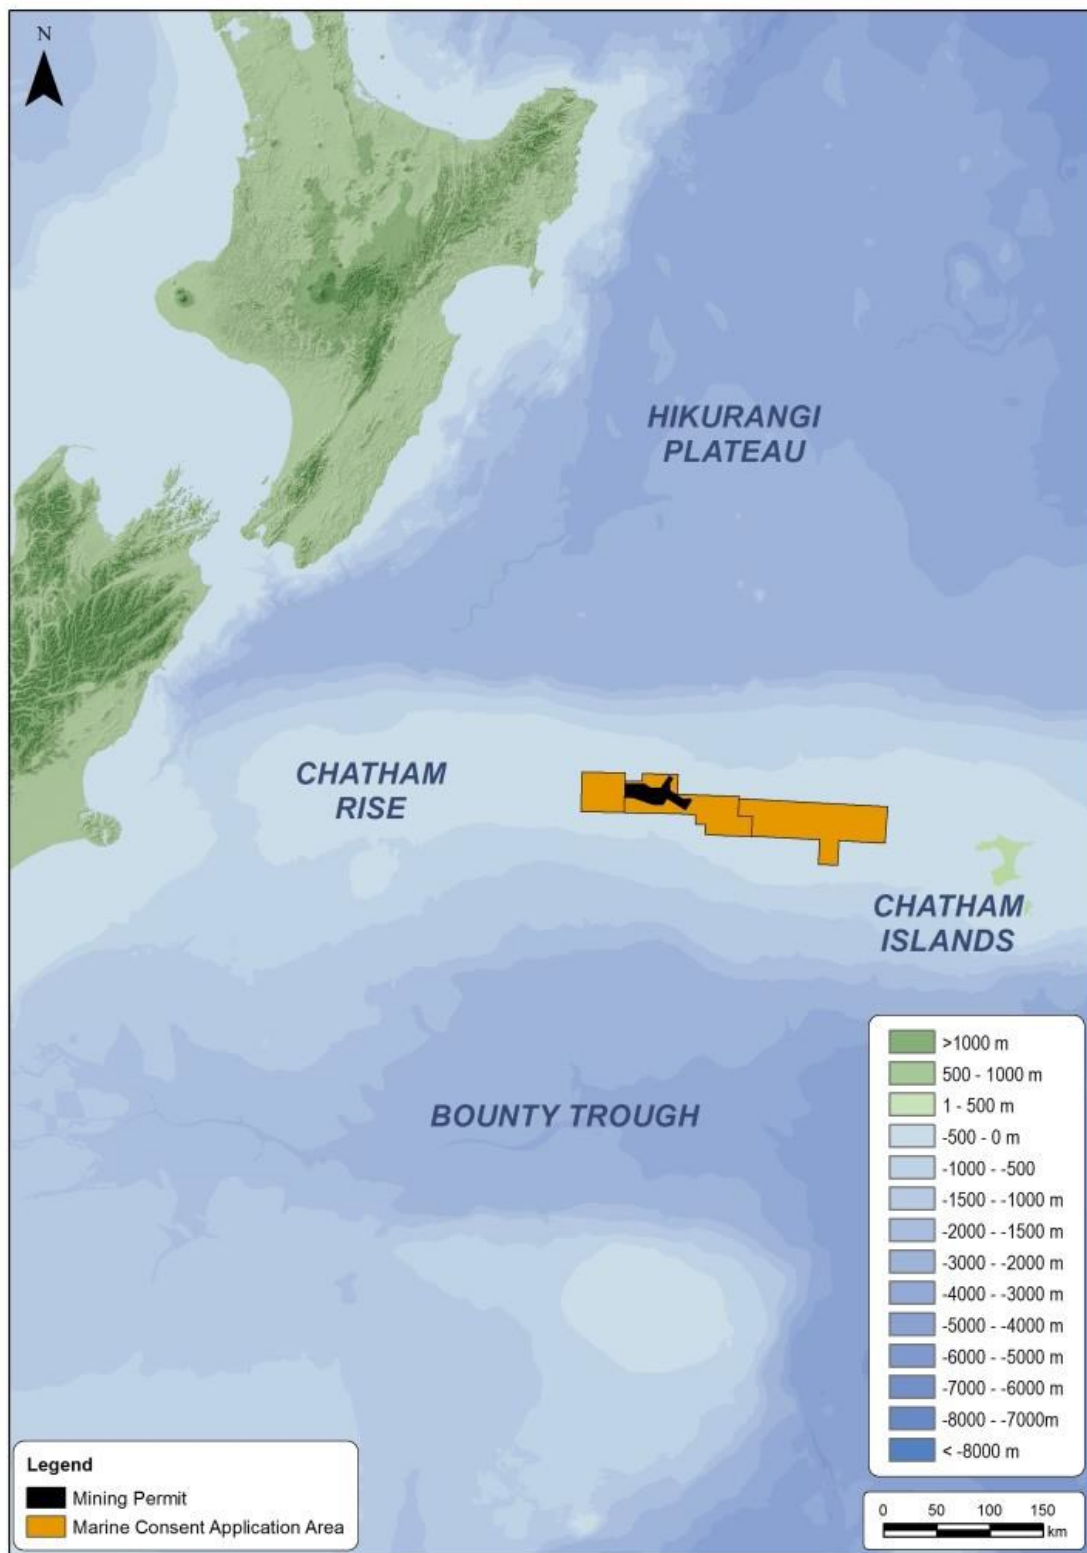 N
HIKURANGI
PLATEAU
CHATHAM
RISE
CHATHAM
ISLANDS
BOUNTY TROUGH
>1000 m
500 - 1000 m
1 - 500 m
-500 - 0 m
-1000 - -500
-1500 - -1000 m
-2000 - -1500 m
-3000 - -2000 m
-4000 - -3000 m
-5000 - -4000 m
-6000 - -5000 m
-7000 - -6000 m
-8000 - -7000m
< -8000 m
Legend
Mining Permit
Marine Consent Application Area
0 50 100 150
km